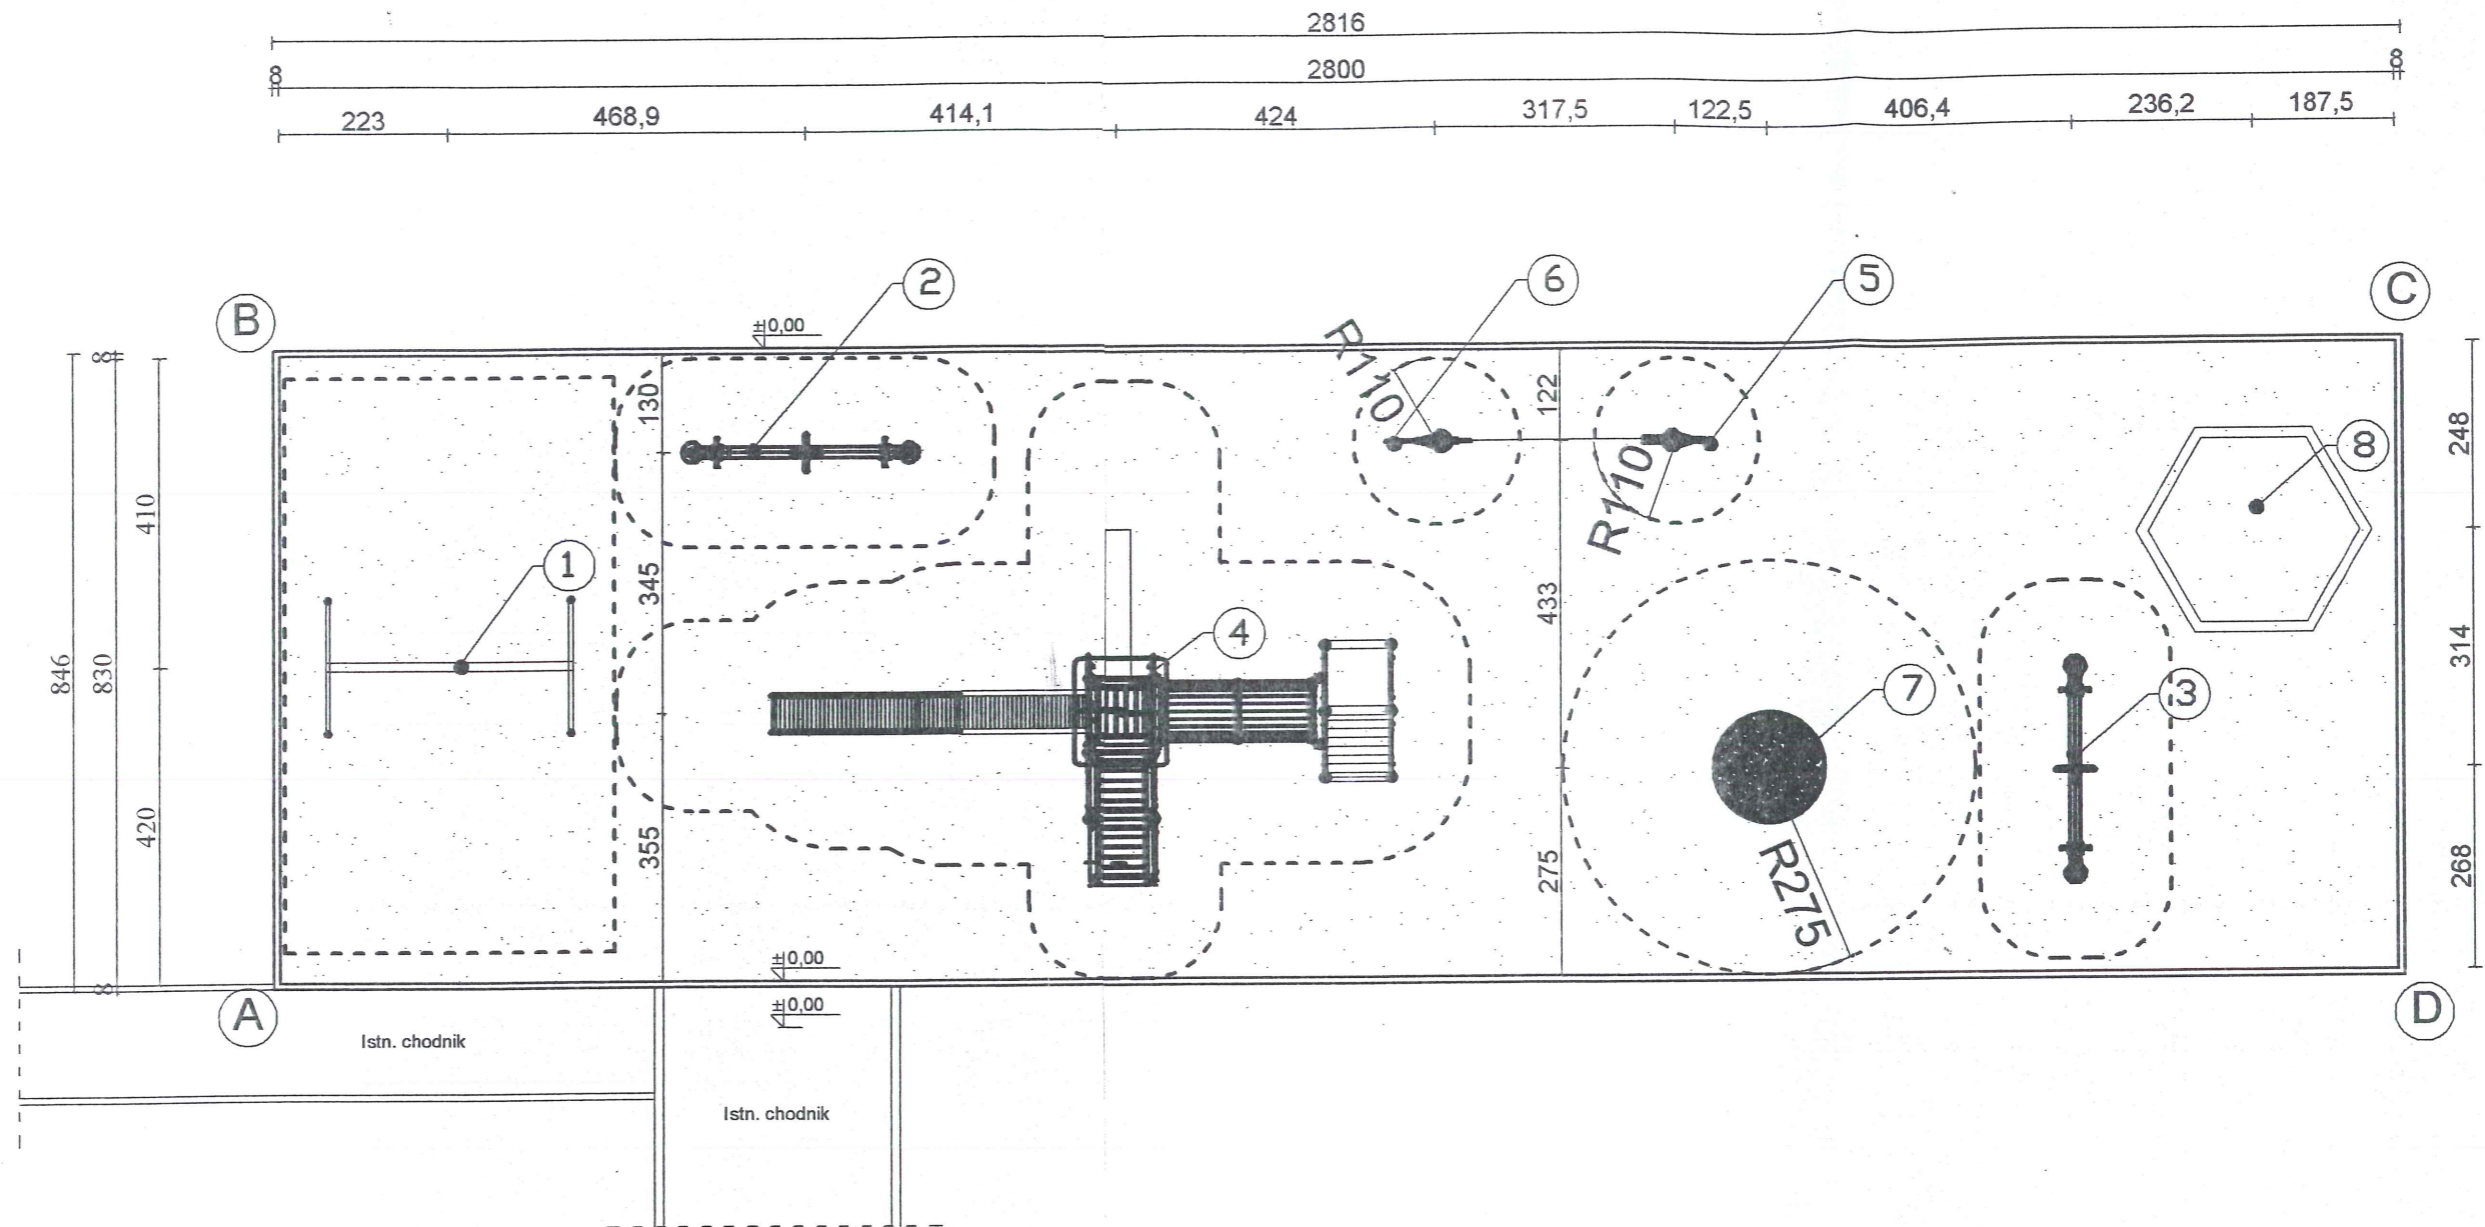 2816
8 2800 8
223 468,9 414,1 424 317,5 122,5 406,4 236,2 187,5
B 2 6 5 C
±0,00
R110
130 122
8
248
8
R110
410
1
345 433
4
846 830
314
7
3
420
355 275
268
R275
±0,00
8
A ±0,00 D
Istn. chodnik
Istn. chodnik